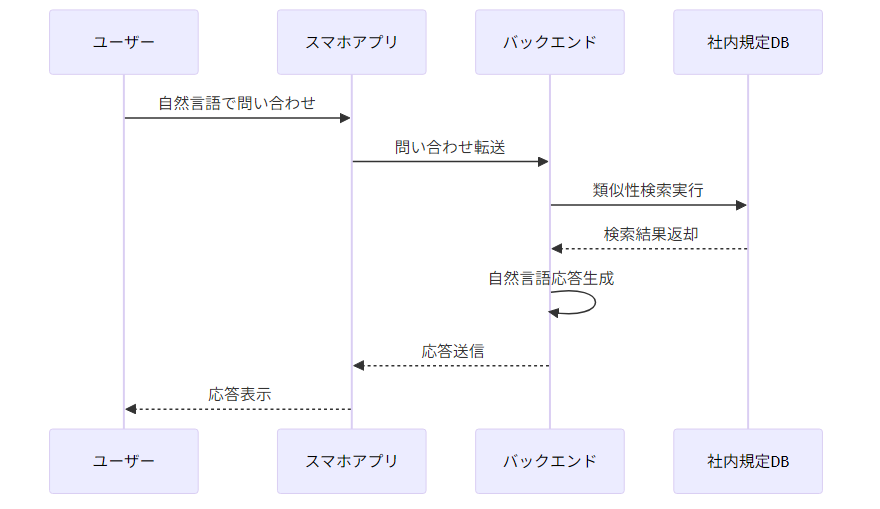 ユーザー
スマホアプリ
バックエンド
社内規定DB
自然言語で問い合わせ
問い合わせ転送
類似性検索実行
検索結果返却
自然言語応答生成
応答送信
応答表示
ユーザー
スマホアプリ
バックエンド
社内規定DB